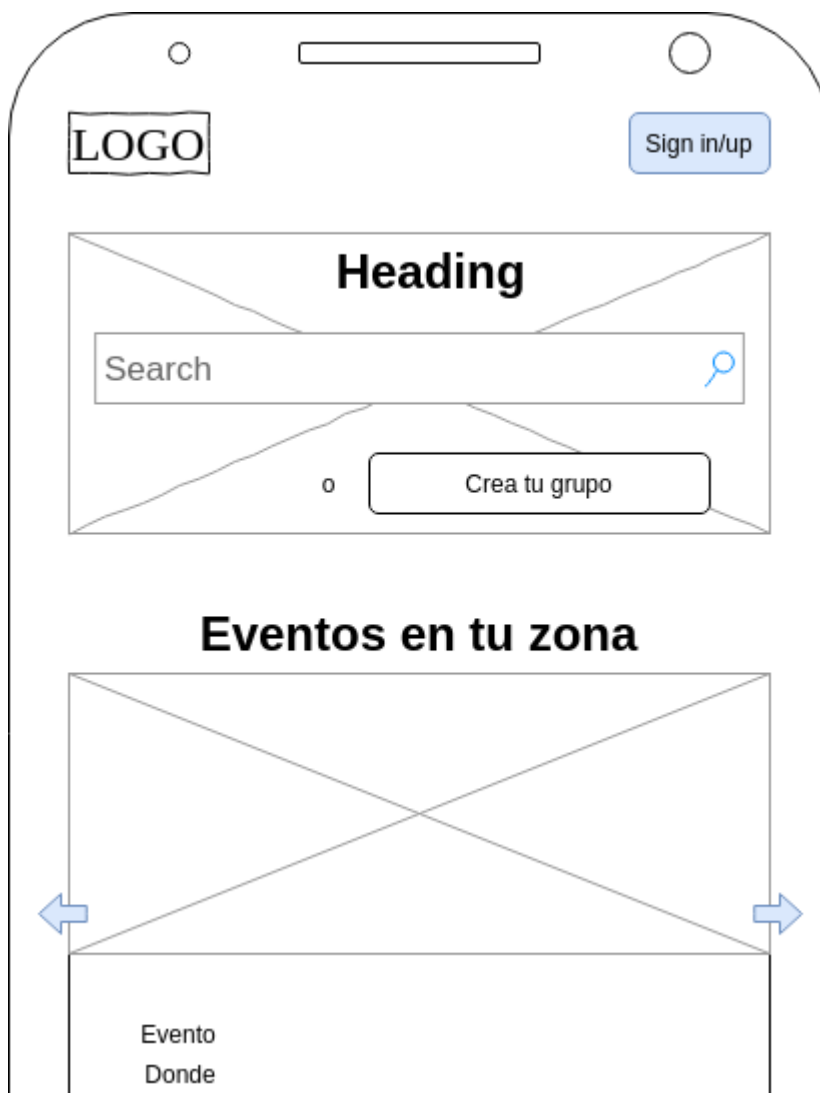 LOGO
Sign in/up
Heading
Search
o
Crea tu grupo
Eventos en tu zona
Evento
Donde